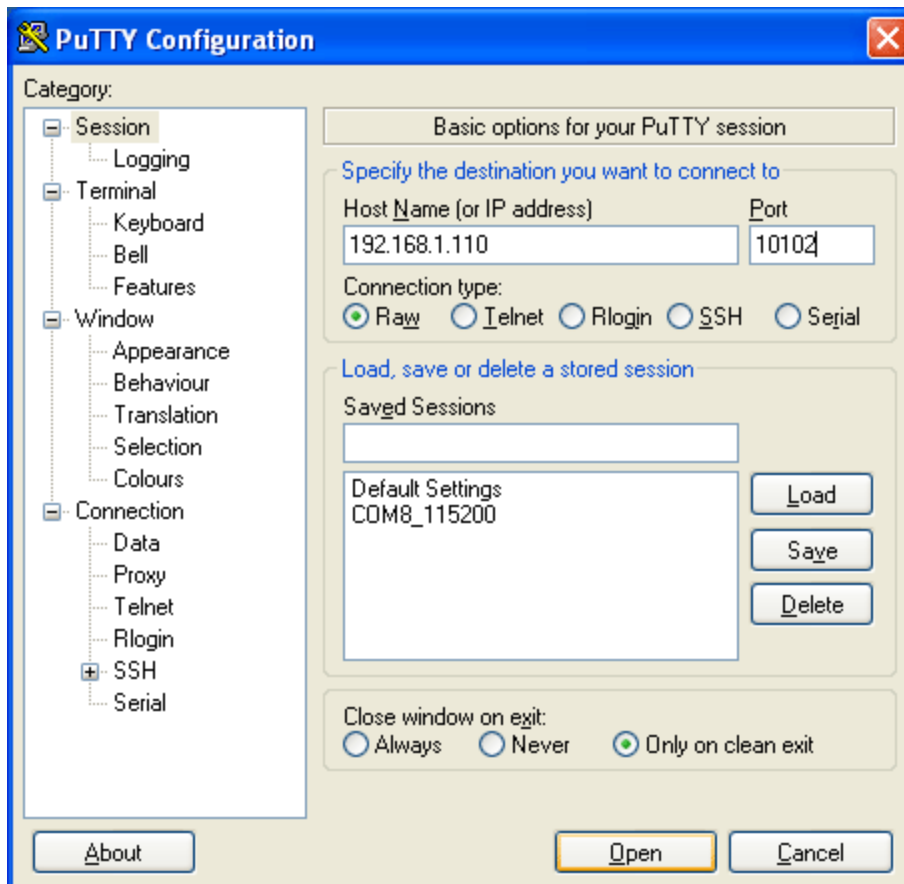 PuTTY Configuration
Category:
Session
Logging
Terminal
Keyboard
Bell
Features
Window
Appearance
Behaviour
Translation
Selection
Colours
Connection
Data
Proxy
Telnet
Rlogin
SSH
Serial
Basic options for your PuTTY session
Specify the destination you want to connect to
Host Name (or IP address) Port
192.168.1.110 10102
Connection type:
Raw Telnet Rlogin SSH Serial
Load, save or delete a stored session
Saved Sessions
Default Settings
COM8_115200
Load
Save
Delete
Close window on exit:
Always Never Only on clean exit
About Open Cancel